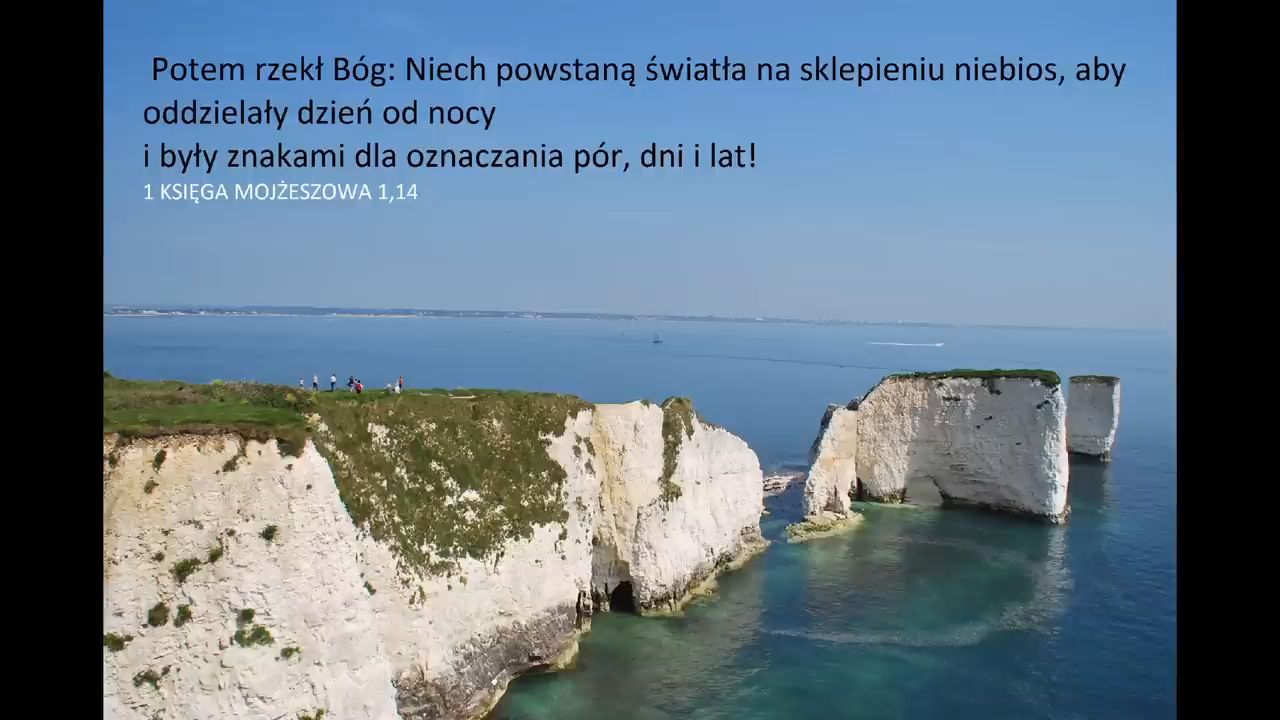 Potem rzekł Bóg: Niech powstaną światła na sklepieniu niebios, aby
oddzielały dzień od nocy
i były znakami dla oznaczania pór, dni i lat!
1 KSIĘGA MOJŻESZOWA 1,14